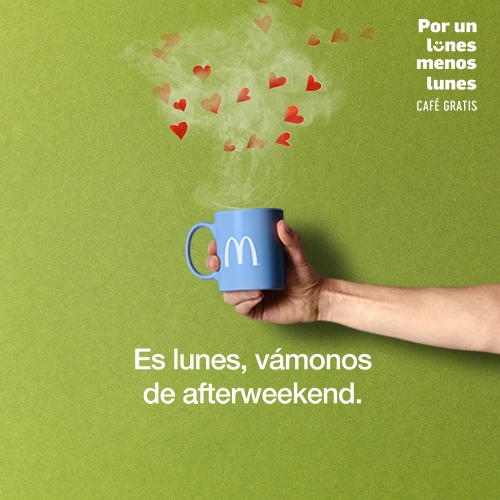 Por un
lunes
menos
lunes
CAFÉ GRATIS
M
Es lunes, vámonos
de afterweekend.